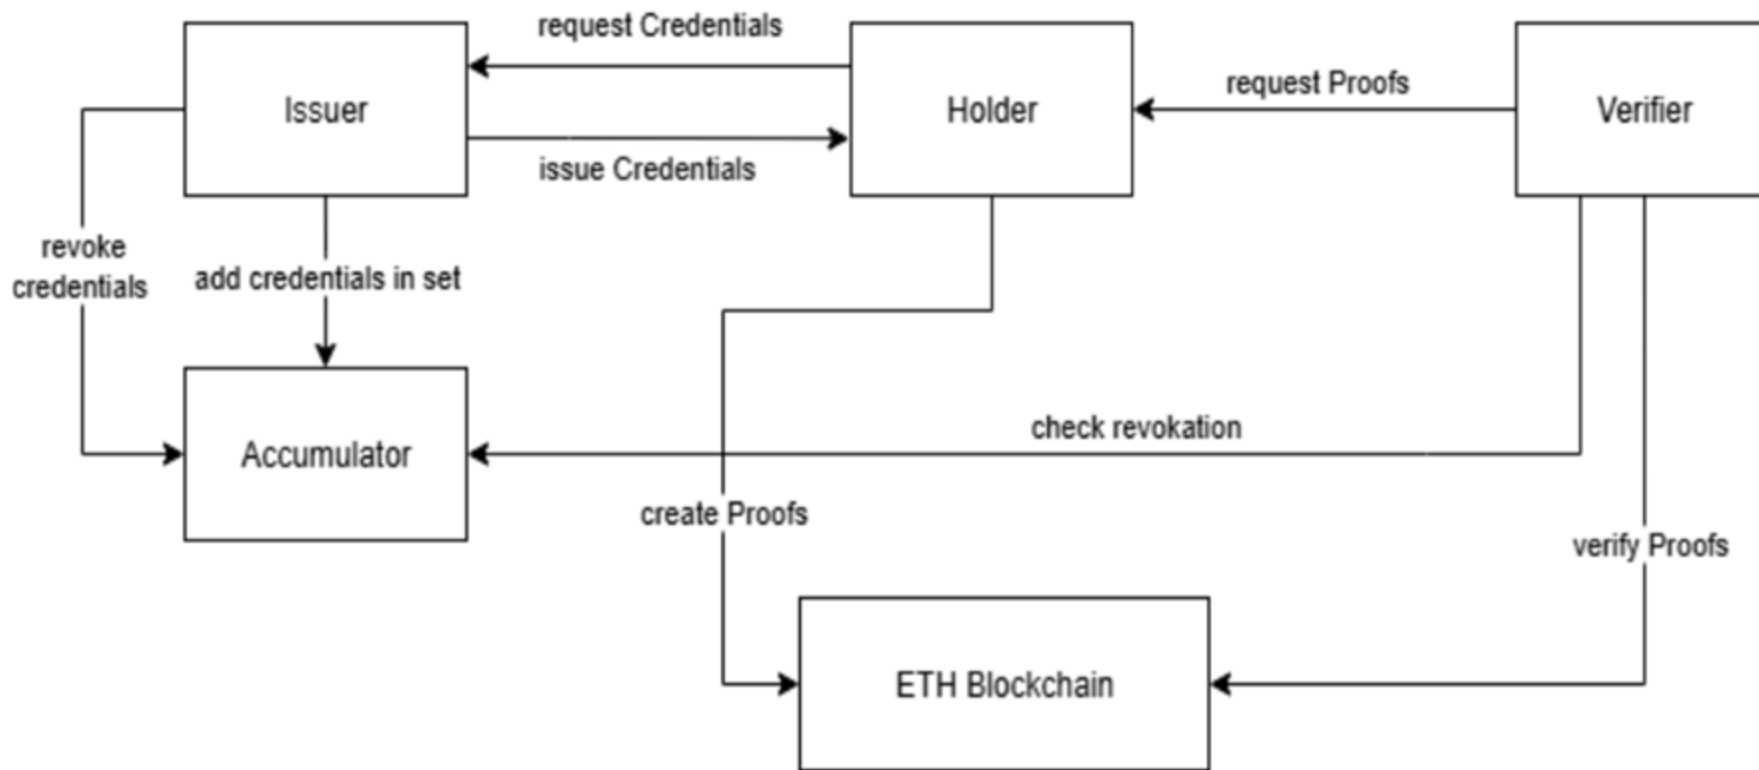 request Credentials
Issuer
Holder
request Proofs
Verifier
issue Credentials
revoke
credentials
add credentials in set
Accumulator
check revokation
create Proofs
verify Proofs
ETH Blockchain